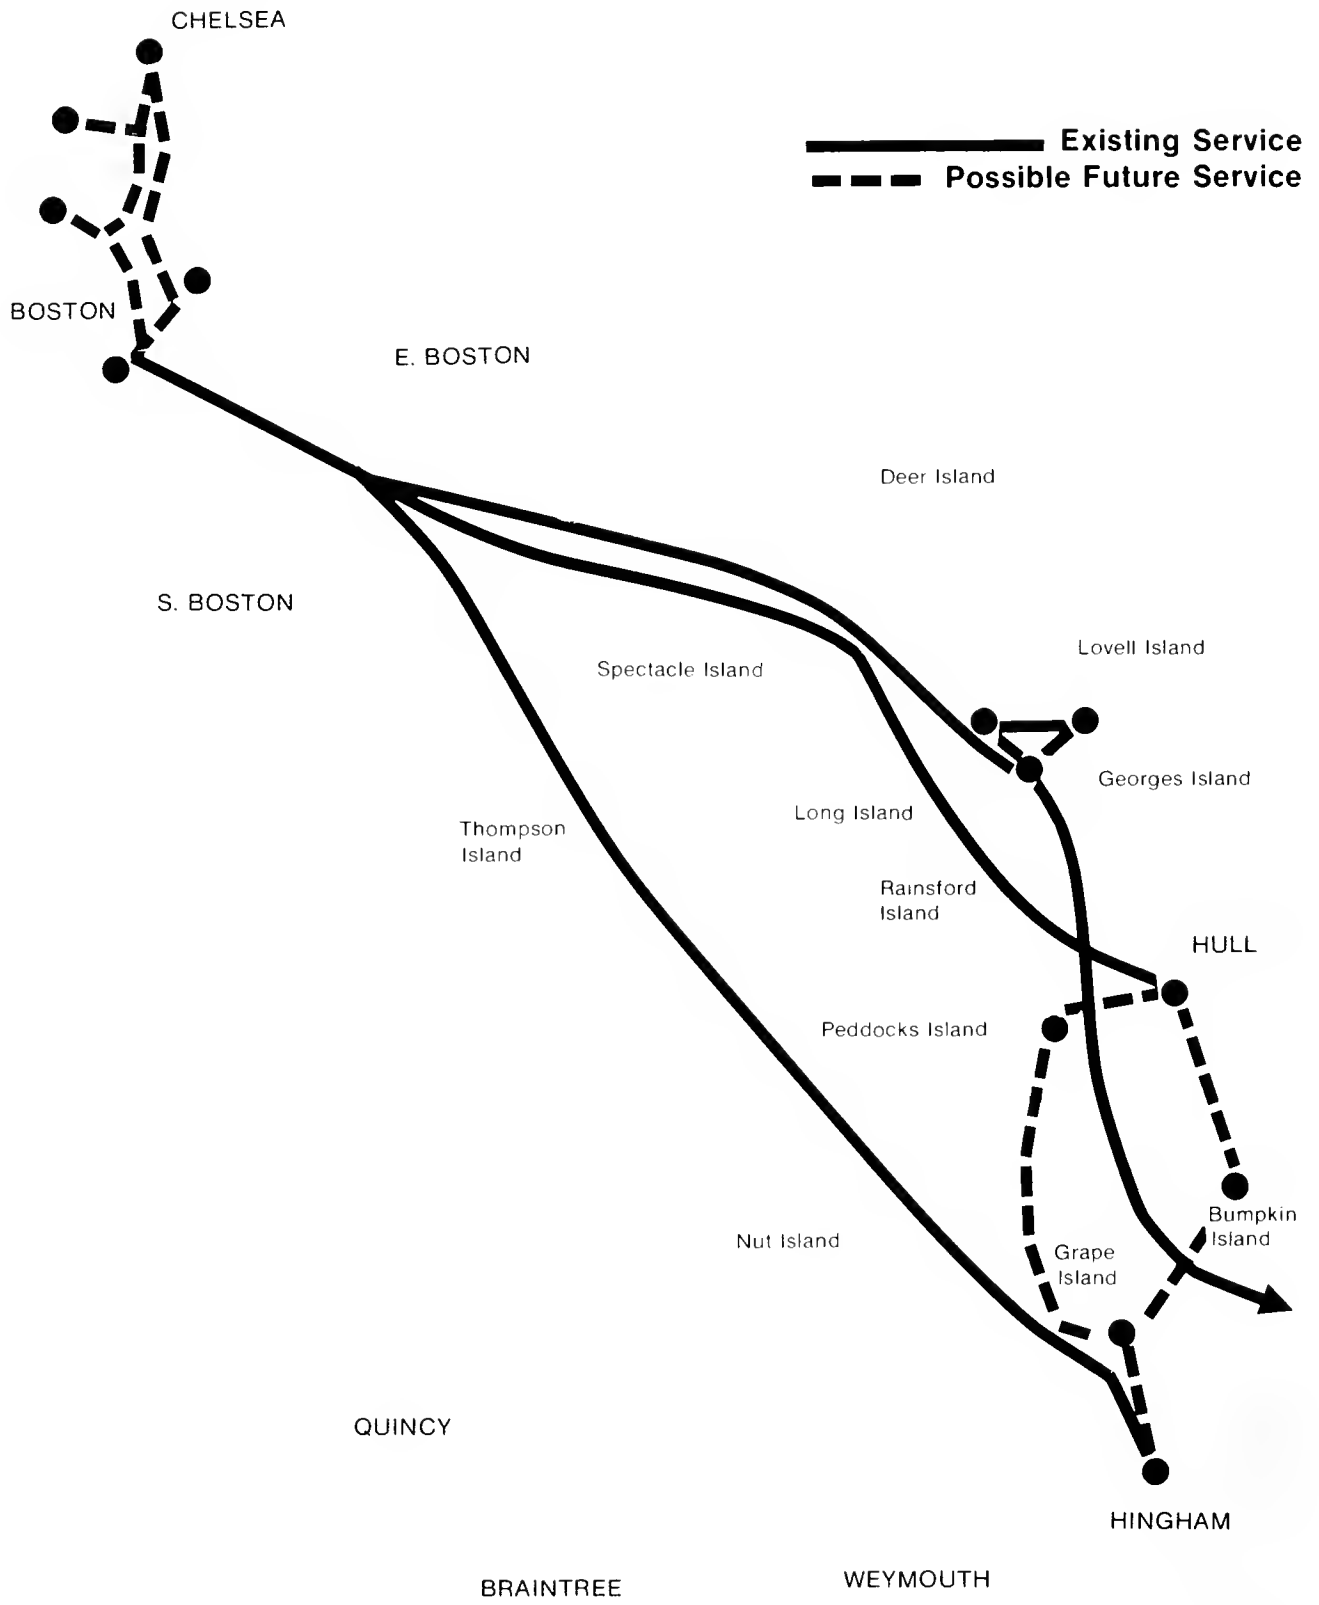 CHELSEA
Existing Service
Possible Future Service
BOSTON
E. BOSTON
Deer Island
S. BOSTON
Lovell Island
Spectacle Island
Georges Island
Long Island
Thompson
Island
Rainsford
Island
HULL
Peddocks Island
Bumpkin
Island
Nut Island
Grape
Island
QUINCY
HINGHAM
WEYMOUTH
BRAINTREE